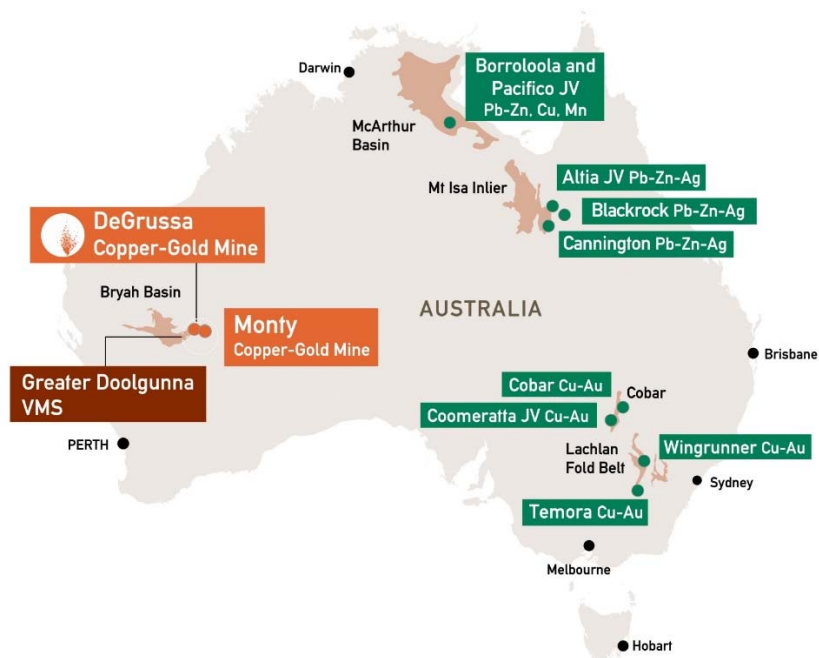 Darwin
Borroloola and
Pacifico JV
Pb-Zn, Cu, Mn
McArthur
Basin
Mt Isa Inlier
Altia JV Pb-Zn-Ag
Blackrock Pb-Zn-Ag
Cannington Pb-Zn-Ag
DeGrussa
Copper-Gold Mine
Bryah Basin
Monty
Copper-Gold Mine
AUSTRALIA
Greater Doolgunna
VMS
PERTH
Brisbane
Cobar Cu-Au
Cobar
Coomeratta JV Cu-Au
Lachlan
Fold Belt
Wingrunner Cu-Au
Sydney
Temora Cu-Au
Melbourne
Hobart